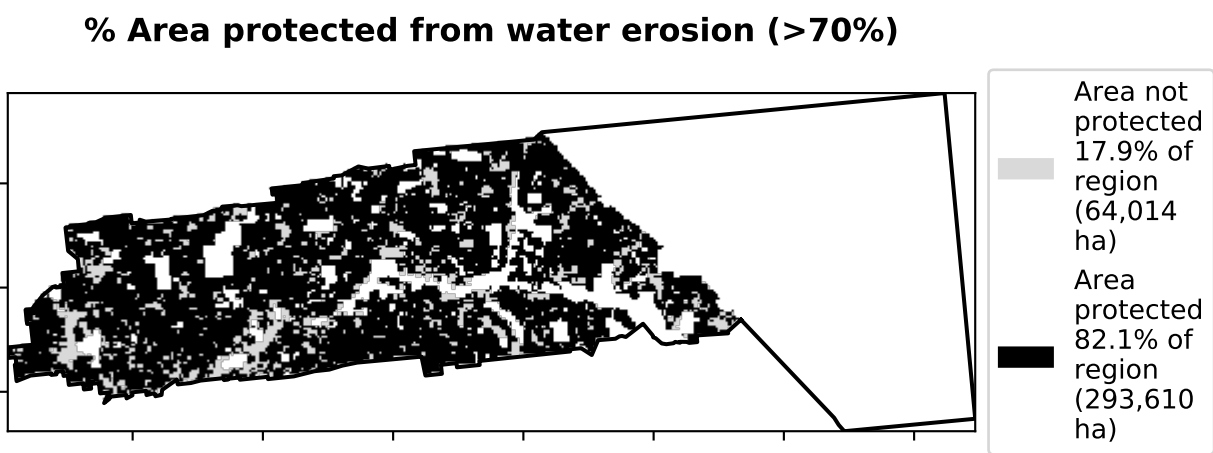 % Area protected from water erosion (>70%)
Area not
protected
17.9% of
region
(64,014
ha)
Area
protected
82.1% of
region
(293,610
ha)